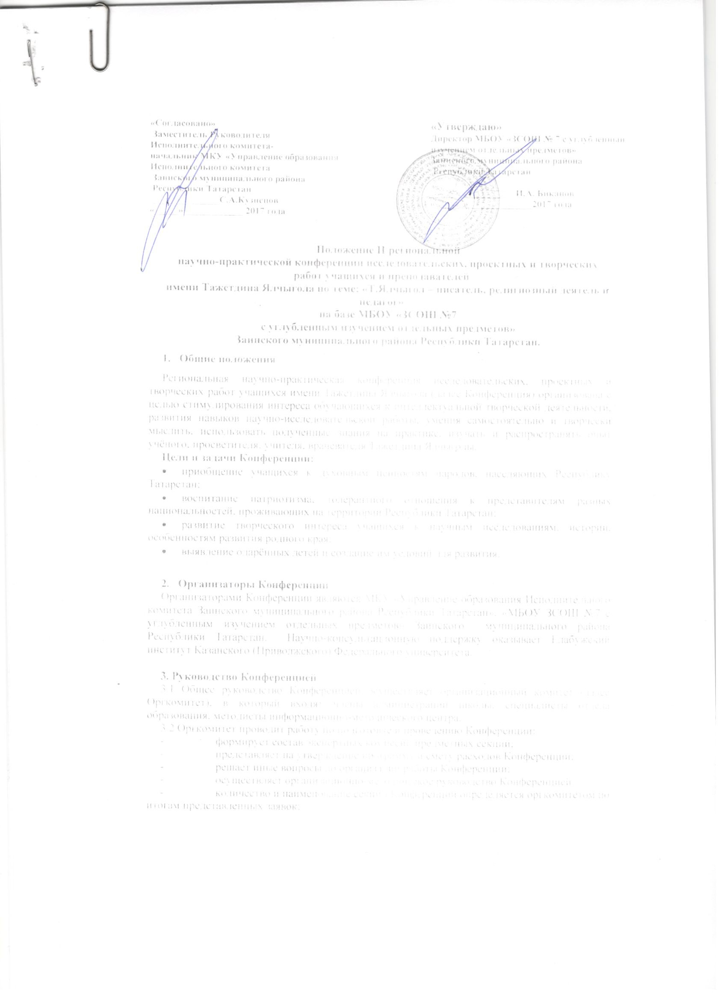 «Согласовано»
Заместитель Руководителя
Исполнительного комитета-
начальник МКУ «Управление образования
Исполнительного комитета
Заинского муниципального района
Республики Татарстан
_____ С.А.Кузнецов
«_____»____________ 2017 года
«Утверждаю»
Директор МБОУ «ЗСОШ № 7 с углубленным
изучением отдельных предметов»
Заинского муниципального района
Республики Татарстан
И.А. Биканов
____________2017 года
Положение II региональной
научно-практической конференции исследовательских, проектных и творческих
работ учащихся и преподавателей
имени Тажетдина Ялчыгола по теме: «Т.Ялчыгол – писатель, религиозный деятель и
педагог»
на базе МБОУ «ЗСОШ №7
с углубленным изучением отдельных предметов»
Заинского муниципального района Республики Татарстан.
1. Общие положения
Региональная научно-практическая конференция исследовательских, проектных и
творческих работ учащихся имени Тажетдина Ялчыгола (далее Конференция) организована с
целью стимулирования интереса обучающихся к интеллектуальной творческой деятельности,
развития навыков научно-исследовательской работы, умения самостоятельно и творчески
мыслить, использовать полученные знания на практике, изучать и распространять опыт
учёного, просветителя, учителя, врачевателя Тажетдина Ялчыгола.
Цели и задачи Конференции:
• приобщение учащихся к духовным ценностям народов, населяющих Республику
Татарстан;
• воспитание патриотизма, толерантного отношения к представителям разных
национальностей, проживающих на территории Республики Татарстан;
• развитие творческого интереса учащихся к научным исследованиям, истории,
особенностям развития родного края;
• выявление одарённых детей и создание им условий для развития.
2. Организаторы Конференции
Организаторами Конференции являются МКУ «Управление образования Исполнительного
комитета Заинского муниципального района Республики Татарстан», «МБОУ ЗСОШ №7 с
углубленным изучением отдельных предметов» Заинского муниципального района
Республики Татарстан. Научно-консультационную поддержку оказывает Елабужский
институт Казанского (Приволжского) Федерального университета.
3. Руководство Конференцией
3.1 Общее руководство Конференцией осуществляет организационный комитет (далее
Оргкомитет), в который входят члены администрации школы, специалисты отдела
образования, методисты информационно-методического центра.
3.2 Оргкомитет проводит работу по подготовке и проведению Конференции:
- формирует состав экспертных комиссий предметных секций;
- представляет на утверждение программу и смету расходов Конференции;
- решает иные вопросы по организации работы Конференции;
- осуществляет организационно- руководство Конференцией
- количество и наименование секций Конференции определяется оргкомитетом по
итогам представленных заявок;